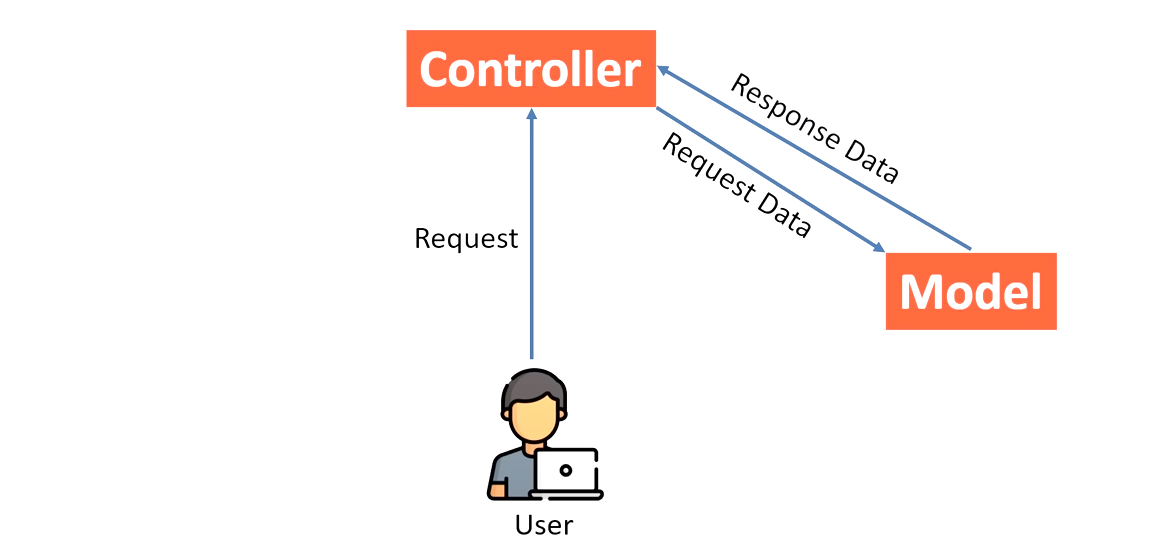 Controller
Response Data
Request Data
Request
Model
User